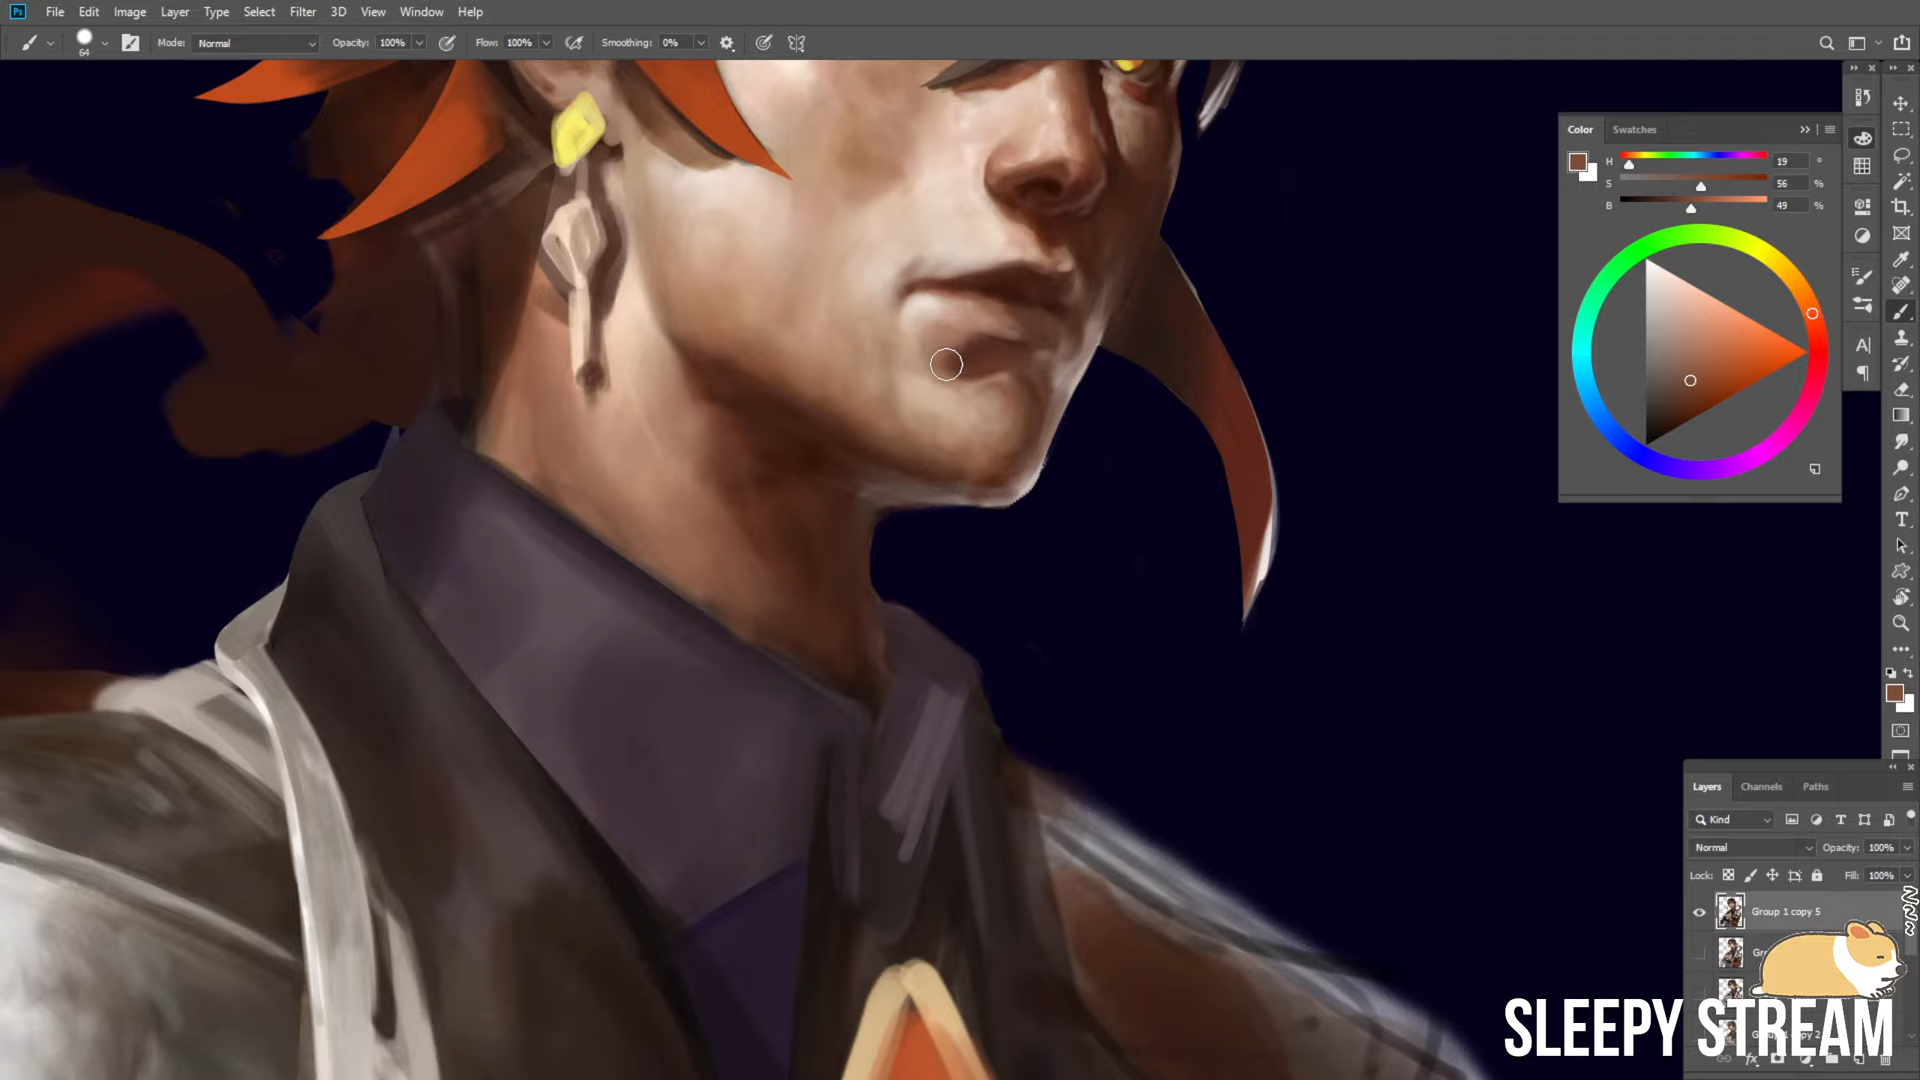 Ps File Edit Image Layer Type Select Filter 3D View Window Help
64 Mode: Normal Opacity: 100% Flow: 100% Smoothing: 0%
Color Swatches
H 19 °
S 56 %
B 49 %
Layers Channels Paths
Kind
Normal Opacity: 100%
Lock: Fill: 100%
Group 1 copy 5
SLEEPY STREAM